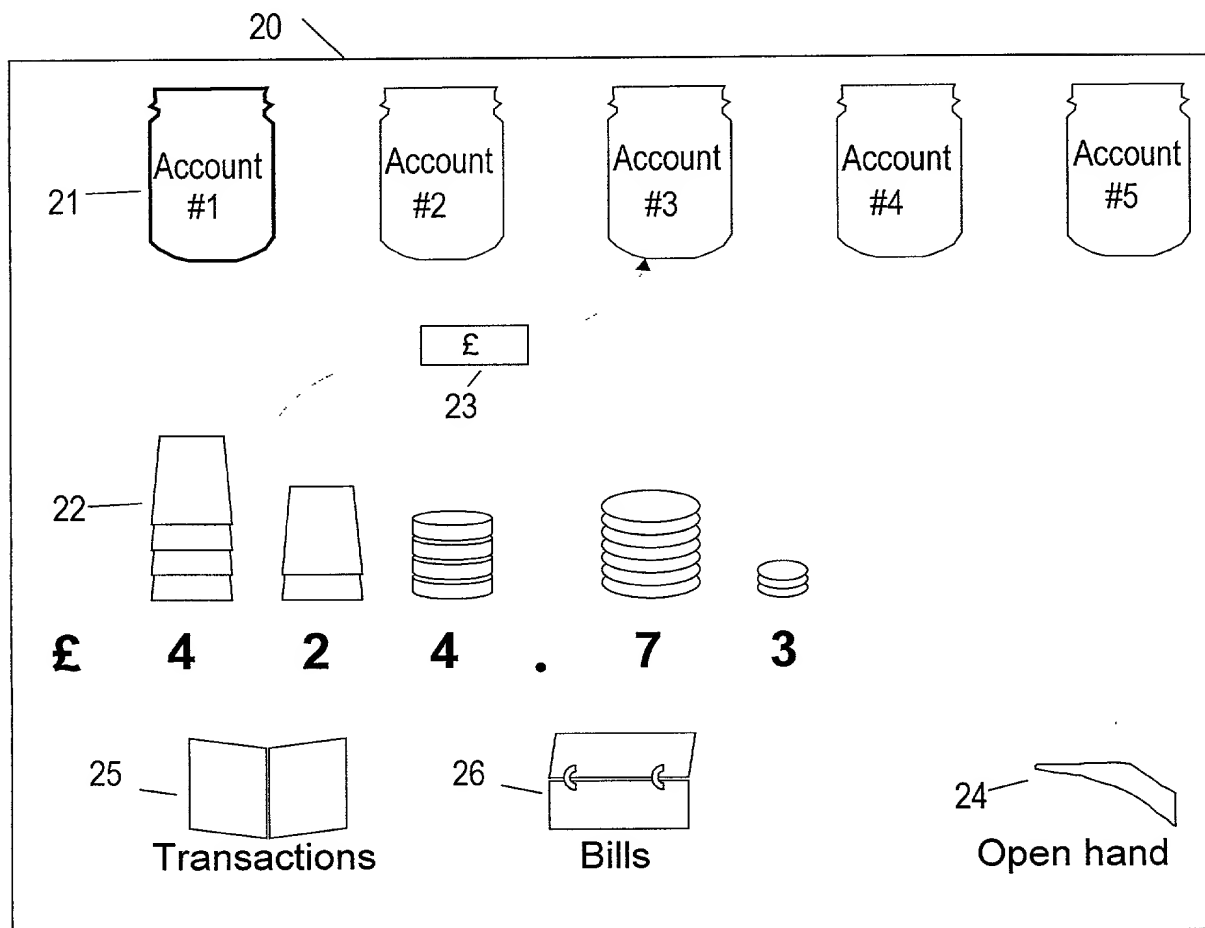 20
Account
#1
Account
#2
Account
#3
Account
#4
Account
#5
21
£
23
22
£ 4 2 4 . 7 3
25
26
24
Transactions
Bills
Open hand